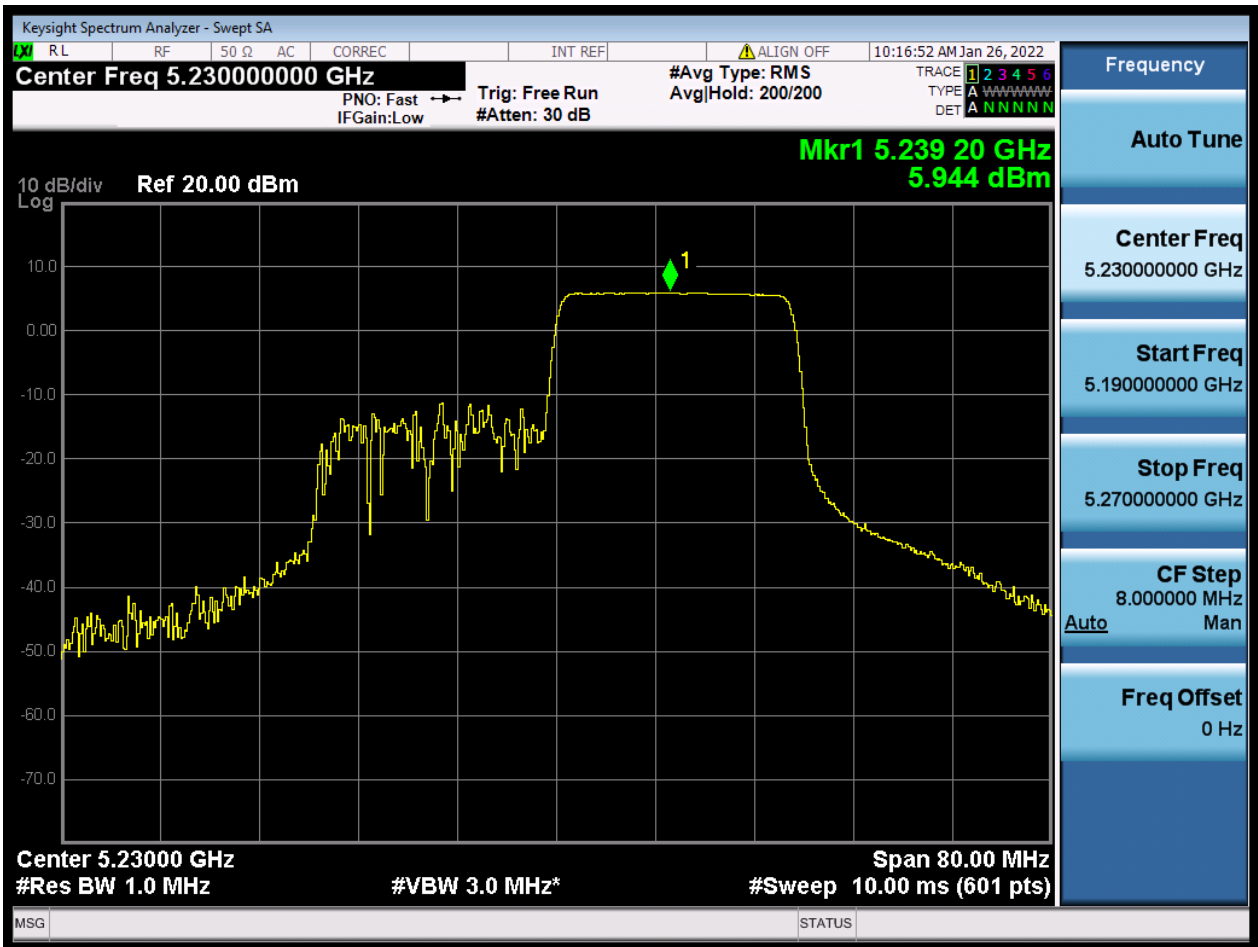 Keysight Spectrum Analyzer - Swept SA
LXI RL RF 50 Ω AC CORREC INT REF ALIGN OFF 10:16:52 AM Jan 26, 2022
Center Freq 5.230000000 GHz
PNO: Fast
IFGain:Low
Trig: Free Run
#Atten: 30 dB
#Avg Type: RMS
Avg|Hold: 200/200
TRACE 1 2 3 4 5 6
TYPE A WWWWW
DET A N N N N N
Mkr1 5.239 20 GHz
5.944 dBm
10 dB/div Ref 20.00 dBm
Log
10.0
0.00
-10.0
-20.0
-30.0
-40.0
-50.0
-60.0
-70.0
1
Center 5.23000 GHz Span 80.00 MHz
#Res BW 1.0 MHz #VBW 3.0 MHz* #Sweep 10.00 ms (601 pts)
MSG STATUS
Frequency
Auto Tune
Center Freq
5.230000000 GHz
Start Freq
5.190000000 GHz
Stop Freq
5.270000000 GHz
CF Step
8.000000 MHz
Auto Man
Freq Offset
0 Hz